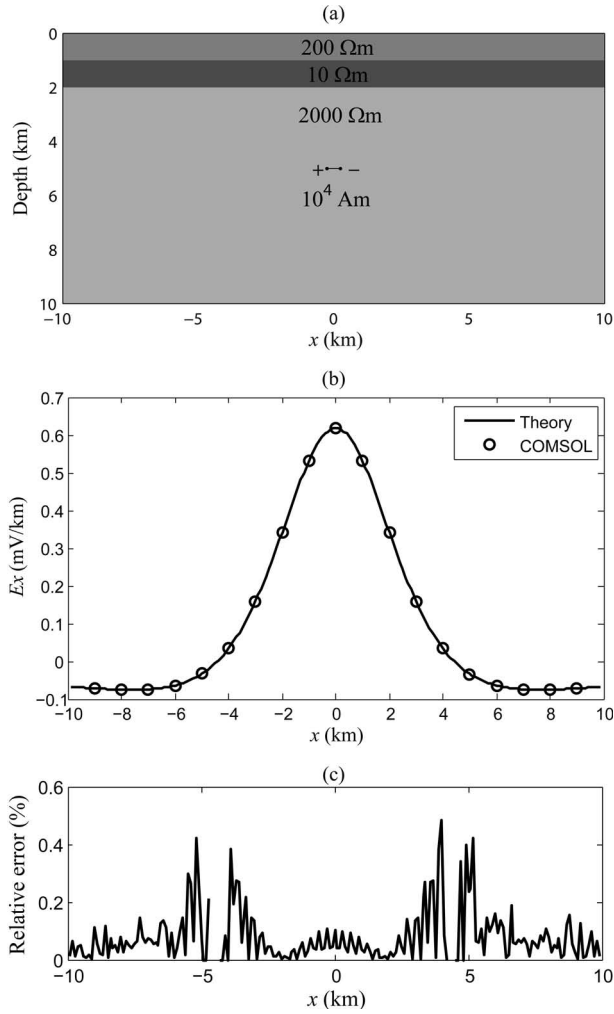 (a)
0
2
4
6
8
10
Depth (km)
200 Ωm
10 Ωm
2000 Ωm
+ −
10⁴ Am
−10 −5 0 5 10
x (km)
(b)
0.7
0.6
0.5
0.4
0.3
0.2
0.1
0
−0.1
Ex (mV/km)
Theory
COMSOL
−10 −8 −6 −4 −2 0 2 4 6 8 10
x (km)
(c)
0.6
0.4
0.2
0
Relative error (%)
−10 −5 0 5 10
x (km)